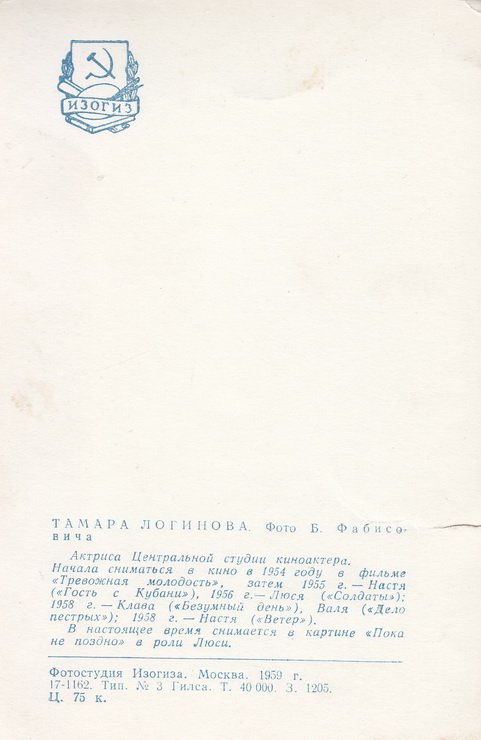 ИЗОГИЗ
ТАМАРА ЛОГИНОВА. Фото Б. Фабисо-
вича
Актриса Центральной студии киноактера.
Начала сниматься в кино в 1954 году в фильме
«Тревожная молодость», затем 1955 г. — Настя
(«Гость с Кубани»), 1956 г. — Люся («Солдаты»);
1958 г. — Клава («Безумный день»), Валя («Дело
пестрых»); 1958 г. — Настя («Ветер»).
В настоящее время снимается в картине «Пока
не поздно» в роли Люси.
Фотостудия Изогиза. Москва. 1959 г.
17-1162. Тип. № 3 Гилса. Т. 40 000. З. 1205.
Ц. 75 к.